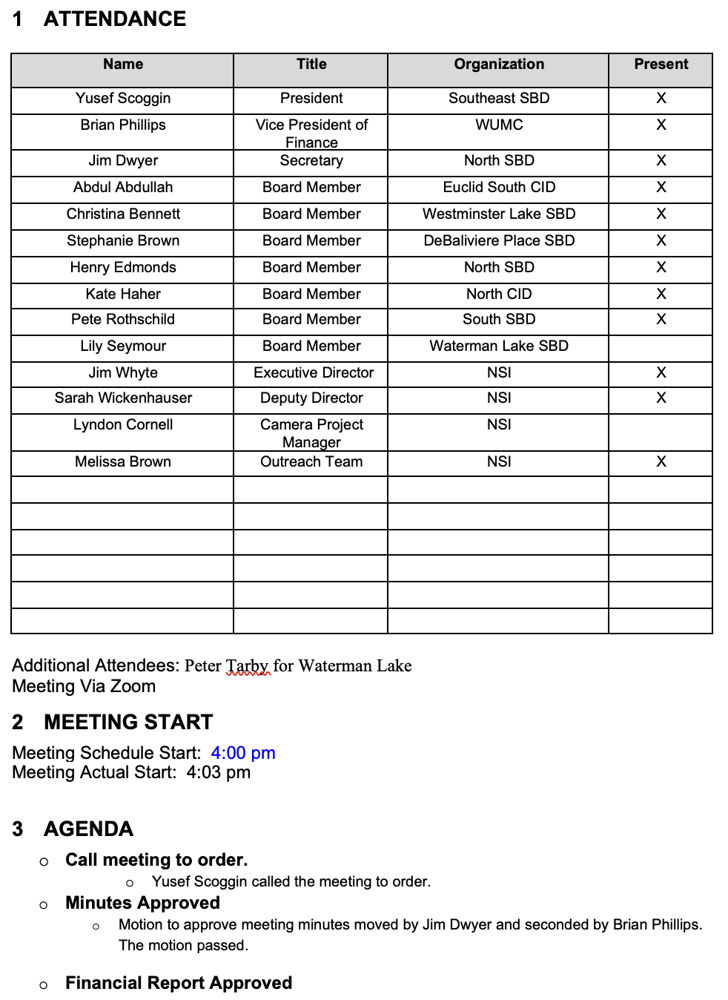 1 ATTENDANCE
Name Title Organization Present
Yusef Scoggin President Southeast SBD X
Brian Phillips Vice President of Finance WUMC X
Jim Dwyer Secretary North SBD X
Abdul Abdullah Board Member Euclid South CID X
Christina Bennett Board Member Westminster Lake SBD X
Stephanie Brown Board Member DeBaliviere Place SBD X
Henry Edmonds Board Member North SBD X
Kate Haher Board Member North CID X
Pete Rothschild Board Member South SBD X
Lily Seymour Board Member Waterman Lake SBD
Jim Whyte Executive Director NSI X
Sarah Wickenhauser Deputy Director NSI X
Lyndon Cornell Camera Project Manager NSI
Melissa Brown Outreach Team NSI X
Additional Attendees: Peter Tarby for Waterman Lake
Meeting Via Zoom
2 MEETING START
Meeting Schedule Start: 4:00 pm
Meeting Actual Start: 4:03 pm
3 AGENDA
o Call meeting to order.
o Yusef Scoggin called the meeting to order.
o Minutes Approved
o Motion to approve meeting minutes moved by Jim Dwyer and seconded by Brian Phillips.
The motion passed.
o Financial Report Approved